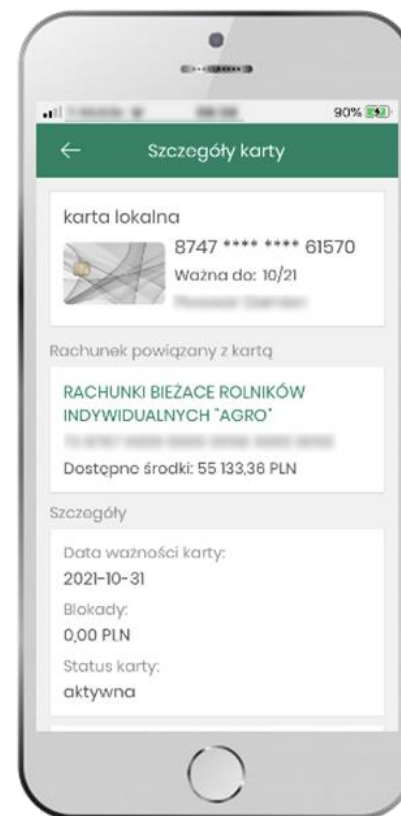 90%
Szczegóły karty
karta lokalna
8747 **** **** 61570
Ważna do: 10/21
Rachunek powiązany z kartą
RACHUNKI BIEŻACE ROLNIKÓW
INDYWIDUALNYCH "AGRO"
Dostępne środki: 55 133,36 PLN
Szczegóły
Data ważności karty:
2021-10-31
Blokady:
0,00 PLN
Status karty:
aktywna